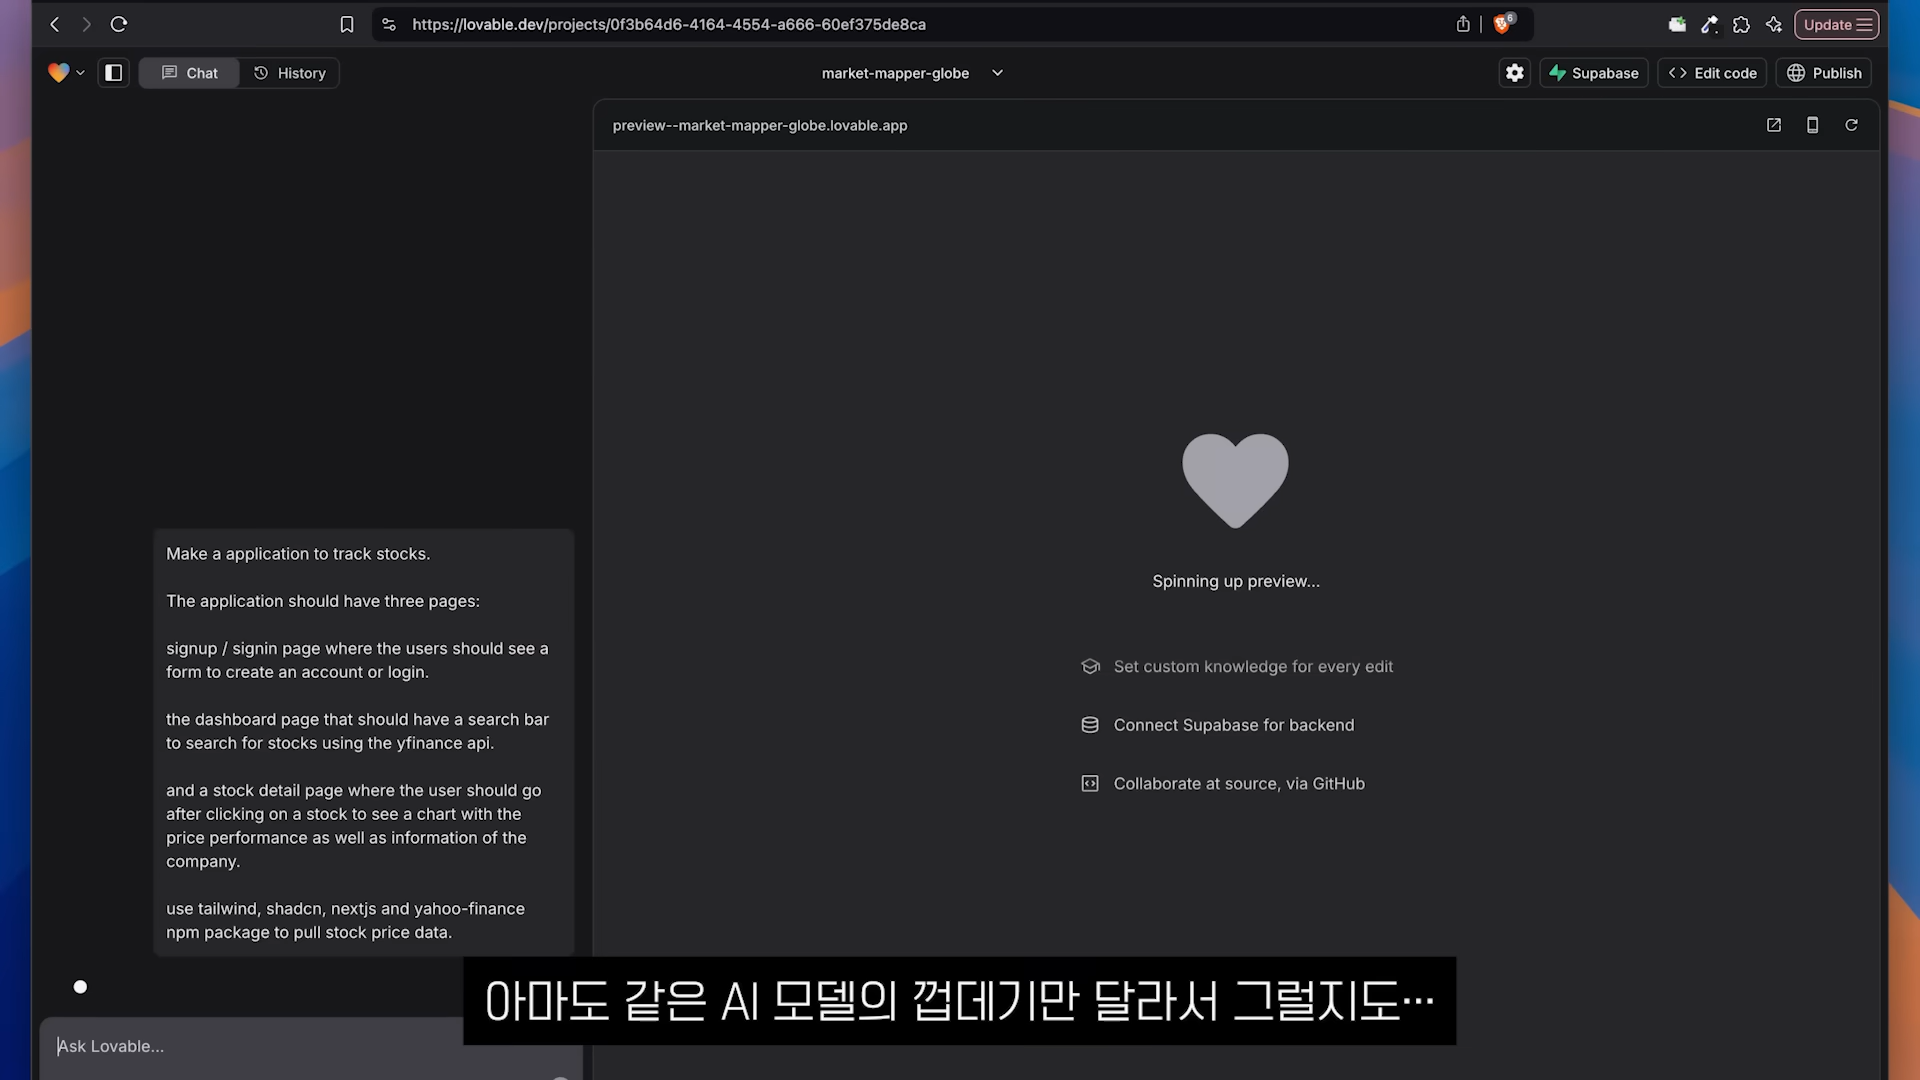 https://lovable.dev/projects/0f3b64d6-4164-4554-a666-60ef375de8ca
6
Update
Chat
History
market-mapper-globe
Supabase
Edit code
Publish
preview--market-mapper-globe.lovable.app
Spinning up preview...
Set custom knowledge for every edit
Connect Supabase for backend
Collaborate at source, via GitHub
Make a application to track stocks.
The application should have three pages:
signup / signin page where the users should see a
form to create an account or login.
the dashboard page that should have a search bar
to search for stocks using the yfinance api.
and a stock detail page where the user should go
after clicking on a stock to see a chart with the
price performance as well as information of the
company.
use tailwind, shadcn, nextjs and yahoo-finance
npm package to pull stock price data.
아마도 같은 AI 모델의 껍데기만 달라서 그럴지도…
Ask Lovable...